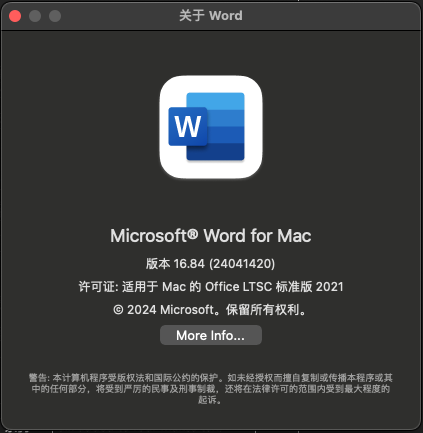 关于 Word
W
Microsoft® Word for Mac
版本 16.84 (24041420)
许可证: 适用于 Mac 的 Office LTSC 标准版 2021
© 2024 Microsoft。保留所有权利。
More Info...
警告: 本计算机程序受版权法和国际公约的保护。如未经授权而擅自复制或传播本程序或其
中的任何部分，将受到严厉的民事及刑事制裁，还将在法律许可的范围内受到最大程度的
起诉。